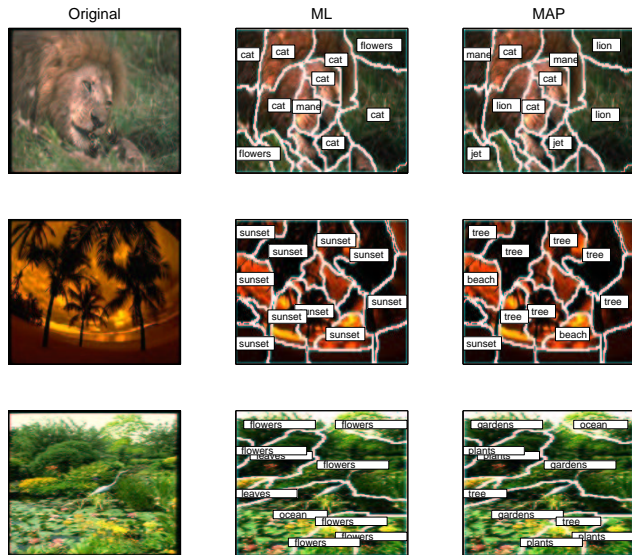 Original ML MAP
flowers
cat
cat
cat
cat mane
cat
cat
flowers
lion
mane cat
mane
cat
lion cat
lion
jet
jet
sunset
sunset
sunset
sunset
sunset
sunset
sunset
unset
sunset
tree
tree
tree
tree
beach
tree
tree
tree
beach
sunset
flowers flowers
flowers
leaves
flowers
leaves
ocean
flowers
flowers
flowers
gardens ocean
plants
plants
gardens
tree
gardens
tree
plants
plants